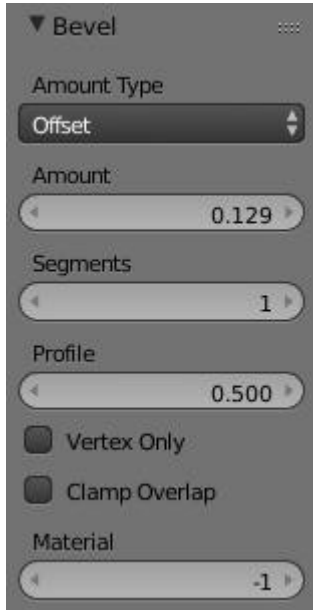 Bevel
Amount Type
Offset
Amount
0.129
Segments
1
Profile
0.500
Vertex Only
Clamp Overlap
Material
-1